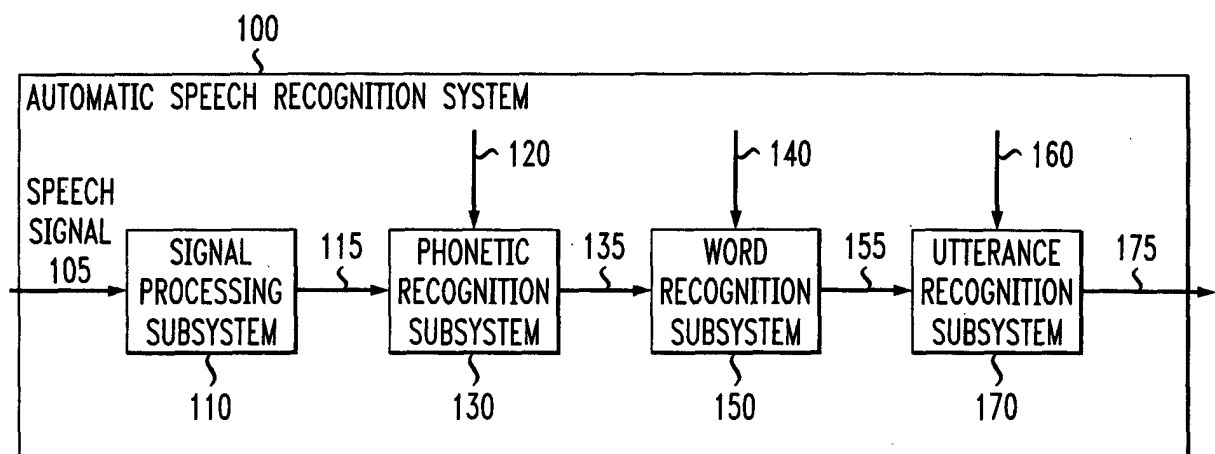 100
AUTOMATIC SPEECH RECOGNITION SYSTEM
120
140
160
SPEECH
SIGNAL
105
SIGNAL
PROCESSING
SUBSYSTEM
115
PHONETIC
RECOGNITION
SUBSYSTEM
135
WORD
RECOGNITION
SUBSYSTEM
155
UTTERANCE
RECOGNITION
SUBSYSTEM
175
110
130
150
170